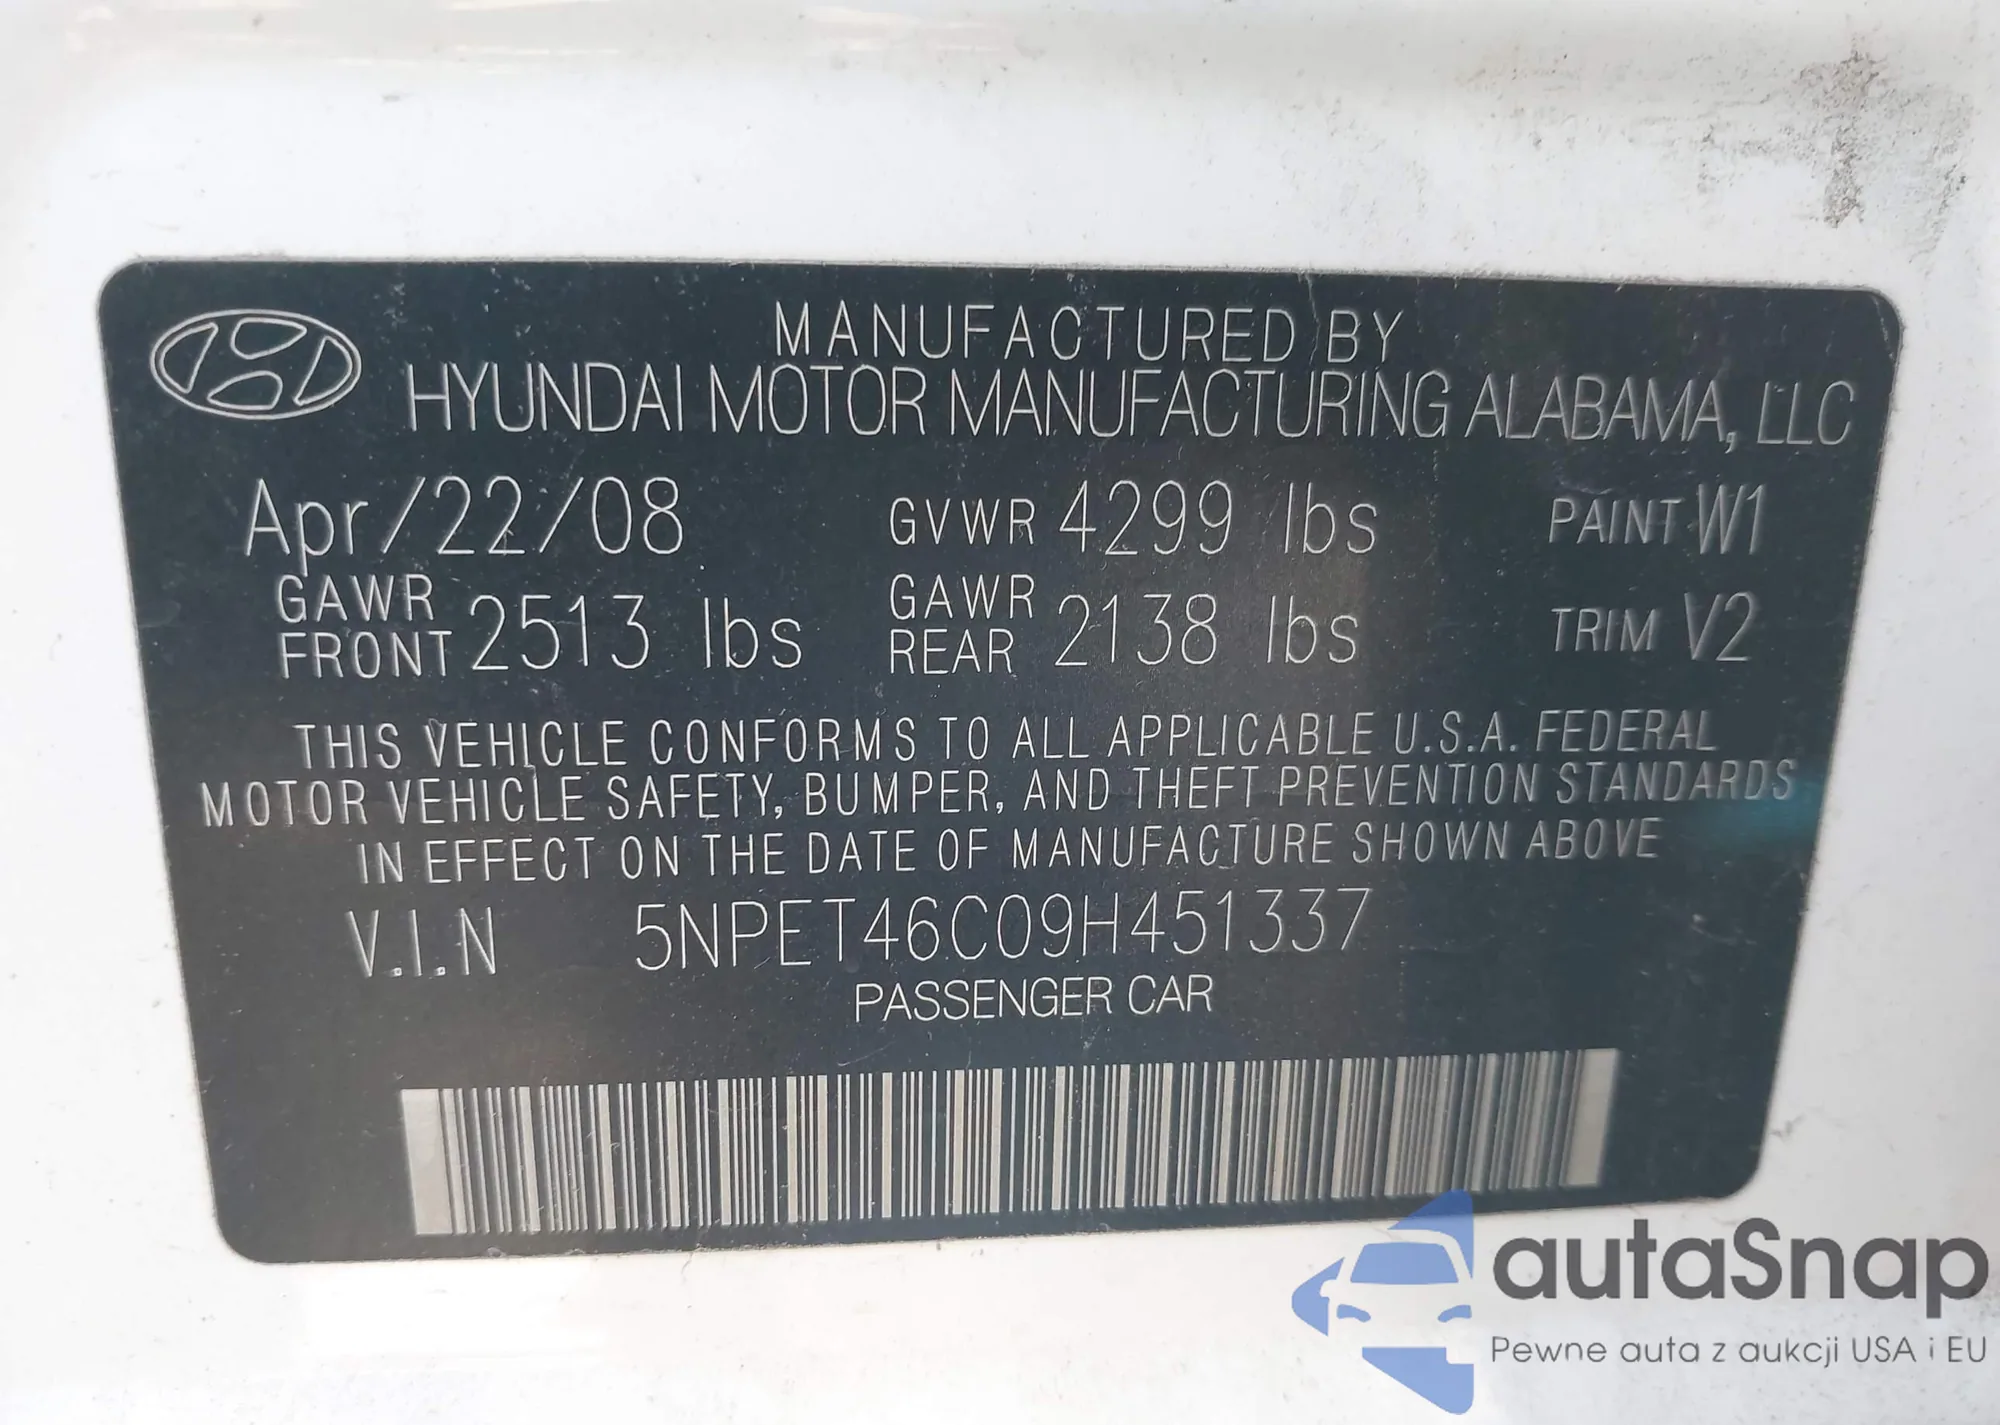 MANUFACTURED BY
HYUNDAI MOTOR MANUFACTURING ALABAMA, LLC
Apr/22/08 GVWR 4299 lbs PAINT W1
GAWR FRONT 2513 lbs GAWR REAR 2138 lbs TRIM V2
THIS VEHICLE CONFORMS TO ALL APPLICABLE U.S.A. FEDERAL
MOTOR VEHICLE SAFETY, BUMPER, AND THEFT PREVENTION STANDARDS
IN EFFECT ON THE DATE OF MANUFACTURE SHOWN ABOVE
V.I.N 5NPET46C09H451337
PASSENGER CAR
autaSnap
Pewne auta z aukcji USA i EU